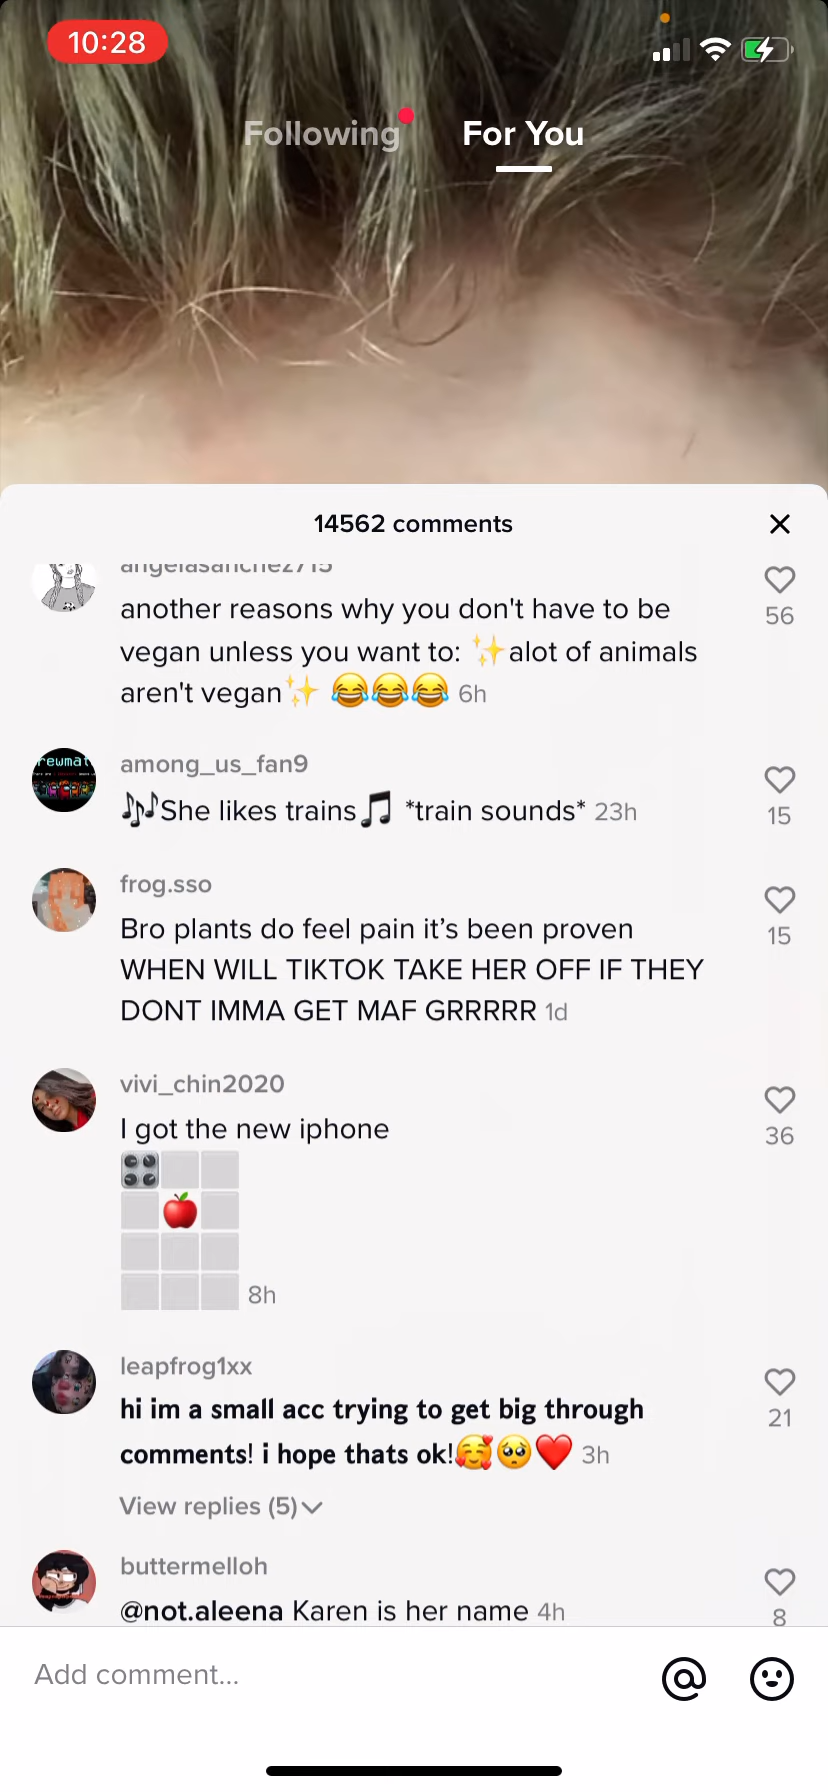 10:28
Following For You
14562 comments
angelasanchez715
another reasons why you don't have to be
vegan unless you want to: ✨alot of animals
aren't vegan✨ 😂😂😂 6h
56
among_us_fan9
🎶She likes trains🎵 *train sounds* 23h
15
frog.sso
Bro plants do feel pain it’s been proven
WHEN WILL TIKTOK TAKE HER OFF IF THEY
DONT IMMA GET MAF GRRRRR 1d
15
vivi_chin2020
I got the new iphone
8h
36
leapfrog1xx
hi im a small acc trying to get big through
comments! i hope thats ok!🥰🥺❤️ 3h
21
View replies (5)
buttermelloh
@not.aleena Karen is her name 4h
8
Add comment...